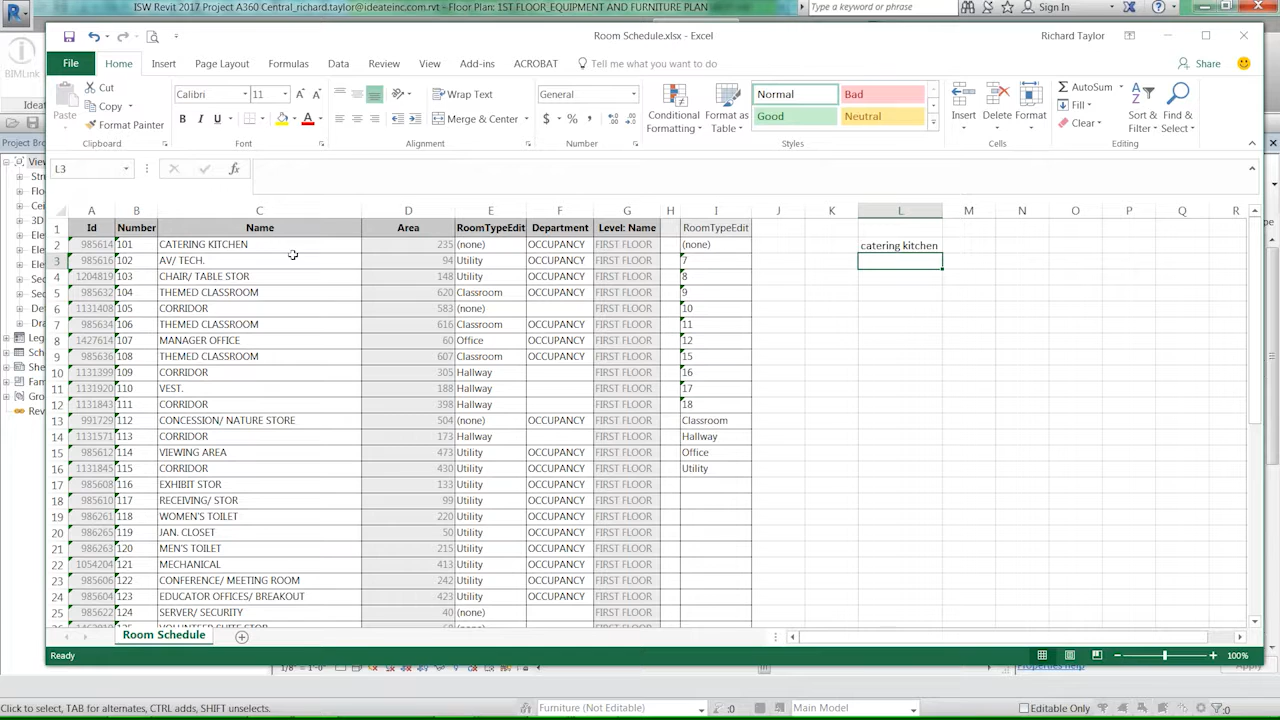 ISW Revit 2017 Project A360 Central_richard.taylor@ideateinc.com.rvt - Floor Plan: 1ST FLOOR_EQUIPMENT AND FURNITURE PLAN
Type a keyword or phrase
Sign In
Room Schedule.xlsx - Excel
Richard Taylor
File Home Insert Page Layout Formulas Data Review View Add-ins ACROBAT Tell me what you want to do Share
BIMLink
Paste Cut Copy Format Painter Clipboard
Calibri 11 B I U Font
Wrap Text Merge & Center Alignment
General $ % , Number
Conditional Formatting Format as Table
Normal Bad Good Neutral Styles
Insert Delete Format Cells
AutoSum Fill Clear Sort & Filter Find & Select Editing
Project Bro
L3 fx
A B C D E F G H I J K L M N O P Q R
1 Id Number Name Area RoomTypeEdit Department Level: Name RoomTypeEdit
2 985614 101 CATERING KITCHEN 235 (none) OCCUPANCY FIRST FLOOR (none) catering kitchen
3 985616 102 AV/ TECH. 94 Utility OCCUPANCY FIRST FLOOR 7
4 1204819 103 CHAIR/ TABLE STOR 148 Utility OCCUPANCY FIRST FLOOR 8
5 985632 104 THEMED CLASSROOM 620 Classroom OCCUPANCY FIRST FLOOR 9
6 1131408 105 CORRIDOR 583 (none) FIRST FLOOR 10
7 985634 106 THEMED CLASSROOM 616 Classroom OCCUPANCY FIRST FLOOR 11
8 1427614 107 MANAGER OFFICE 60 Office OCCUPANCY FIRST FLOOR 12
9 985636 108 THEMED CLASSROOM 607 Classroom OCCUPANCY FIRST FLOOR 15
10 1131399 109 CORRIDOR 305 Hallway FIRST FLOOR 16
11 1131920 110 VEST. 188 Hallway FIRST FLOOR 17
12 1131843 111 CORRIDOR 398 Hallway FIRST FLOOR 18
13 991729 112 CONCESSION/ NATURE STORE 504 (none) OCCUPANCY FIRST FLOOR Classroom
14 1131571 113 CORRIDOR 173 Hallway FIRST FLOOR Hallway
15 985612 114 VIEWING AREA 473 Utility OCCUPANCY FIRST FLOOR Office
16 1131845 115 CORRIDOR 430 Utility OCCUPANCY FIRST FLOOR Utility
17 985608 116 EXHIBIT STOR 133 Utility OCCUPANCY FIRST FLOOR
18 985610 117 RECEIVING/ STOR 99 Utility OCCUPANCY FIRST FLOOR
19 986261 118 WOMEN'S TOILET 220 Utility OCCUPANCY FIRST FLOOR
20 986265 119 JAN. CLOSET 50 Utility OCCUPANCY FIRST FLOOR
21 986263 120 MEN'S TOILET 215 Utility OCCUPANCY FIRST FLOOR
22 1054204 121 MECHANICAL 413 Utility OCCUPANCY FIRST FLOOR
23 985606 122 CONFERENCE/ MEETING ROOM 242 Utility OCCUPANCY FIRST FLOOR
24 985604 123 EDUCATOR OFFICES/ BREAKOUT 423 Utility OCCUPANCY FIRST FLOOR
25 985622 124 SERVER/ SECURITY 40 (none) FIRST FLOOR
Room Schedule
Ready 100%
1/8" = 1'-0"
Properties help Apply
Click to select, TAB for alternates, CTRL adds, SHIFT unselects. Furniture (Not Editable) :0 Main Model Editable Only :0